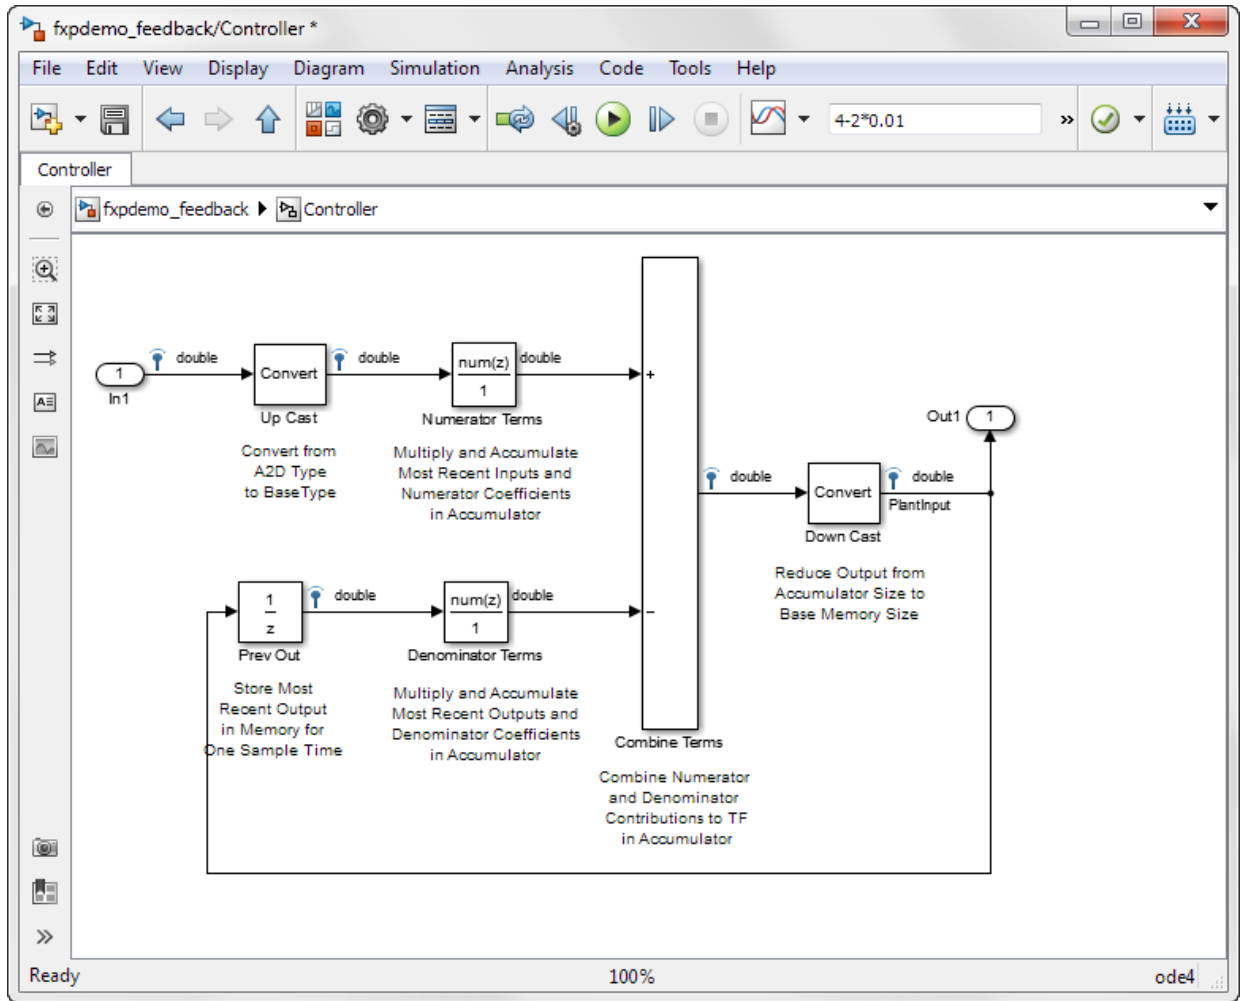 fxpdemo_feedback/Controller *
File Edit View Display Diagram Simulation Analysis Code Tools Help
4-2*0.01
Controller
fxpdemo_feedback Controller
1
In1
double
Convert
Up Cast
Convert from
A2D Type
to BaseType
double
num(z)
1
Numerator Terms
Multiply and Accumulate
Most Recent Inputs and
Numerator Coefficients
in Accumulator
double
+
1
z
Prev Out
Store Most
Recent Output
in Memory for
One Sample Time
double
num(z)
1
Denominator Terms
Multiply and Accumulate
Most Recent Outputs and
Denominator Coefficients
in Accumulator
double
−
Combine Terms
Combine Numerator
and Denominator
Contributions to TF
in Accumulator
double
Convert
Down Cast
Reduce Output from
Accumulator Size to
Base Memory Size
double
PlantInput
Out1
1
Ready 100% ode4